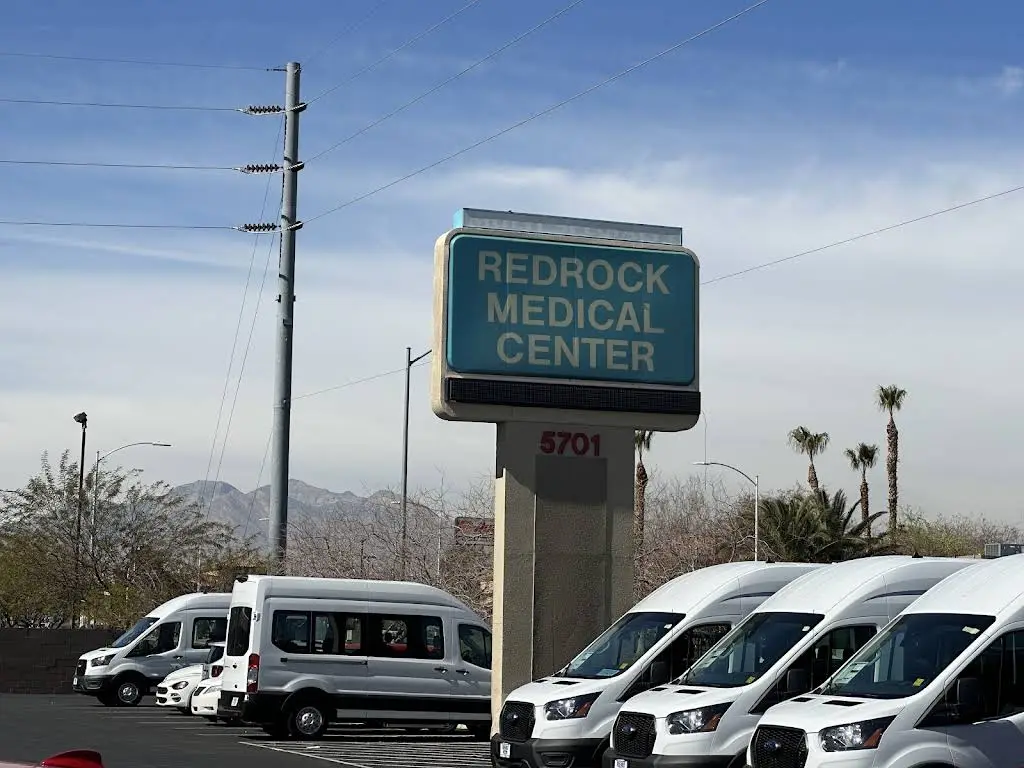 REDROCK
MEDICAL
CENTER
5701